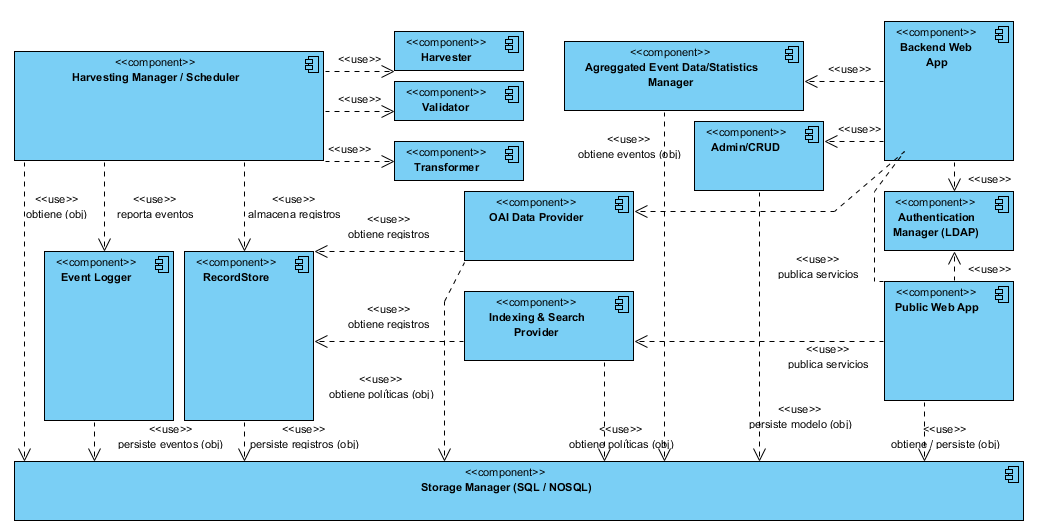 <<component>>
Harvesting Manager / Scheduler
<<use>>
<<component>>
Harvester
<<use>>
<<component>>
Validator
<<use>>
<<component>>
Transformer
<<component>>
Agreggated Event Data/Statistics
Manager
<<use>>
<<component>>
Backend Web
App
<<use>>
obtiene eventos (obj)
<<component>>
Admin/CRUD
<<use>>
<<use>>
obtiene (obj)
<<use>>
reporta eventos
<<use>>
almacena registros
<<use>>
obtiene registros
<<component>>
OAI Data Provider
<<use>>
<<component>>
Authentication
Manager (LDAP)
<<component>>
Event Logger
<<component>>
RecordStore
<<use>>
publica servicios
<<use>>
<<use>>
obtiene registros
<<component>>
Indexing & Search
Provider
<<component>>
Public Web App
<<use>>
publica servicios
<<use>>
obtiene políticas (obj)
<<use>>
persiste eventos (obj)
<<use>>
persiste registros (obj)
<<use>>
obtiene políticas (obj)
<<use>>
persiste modelo (obj)
<<use>>
obtiene / persiste (obj)
<<component>>
Storage Manager (SQL / NOSQL)